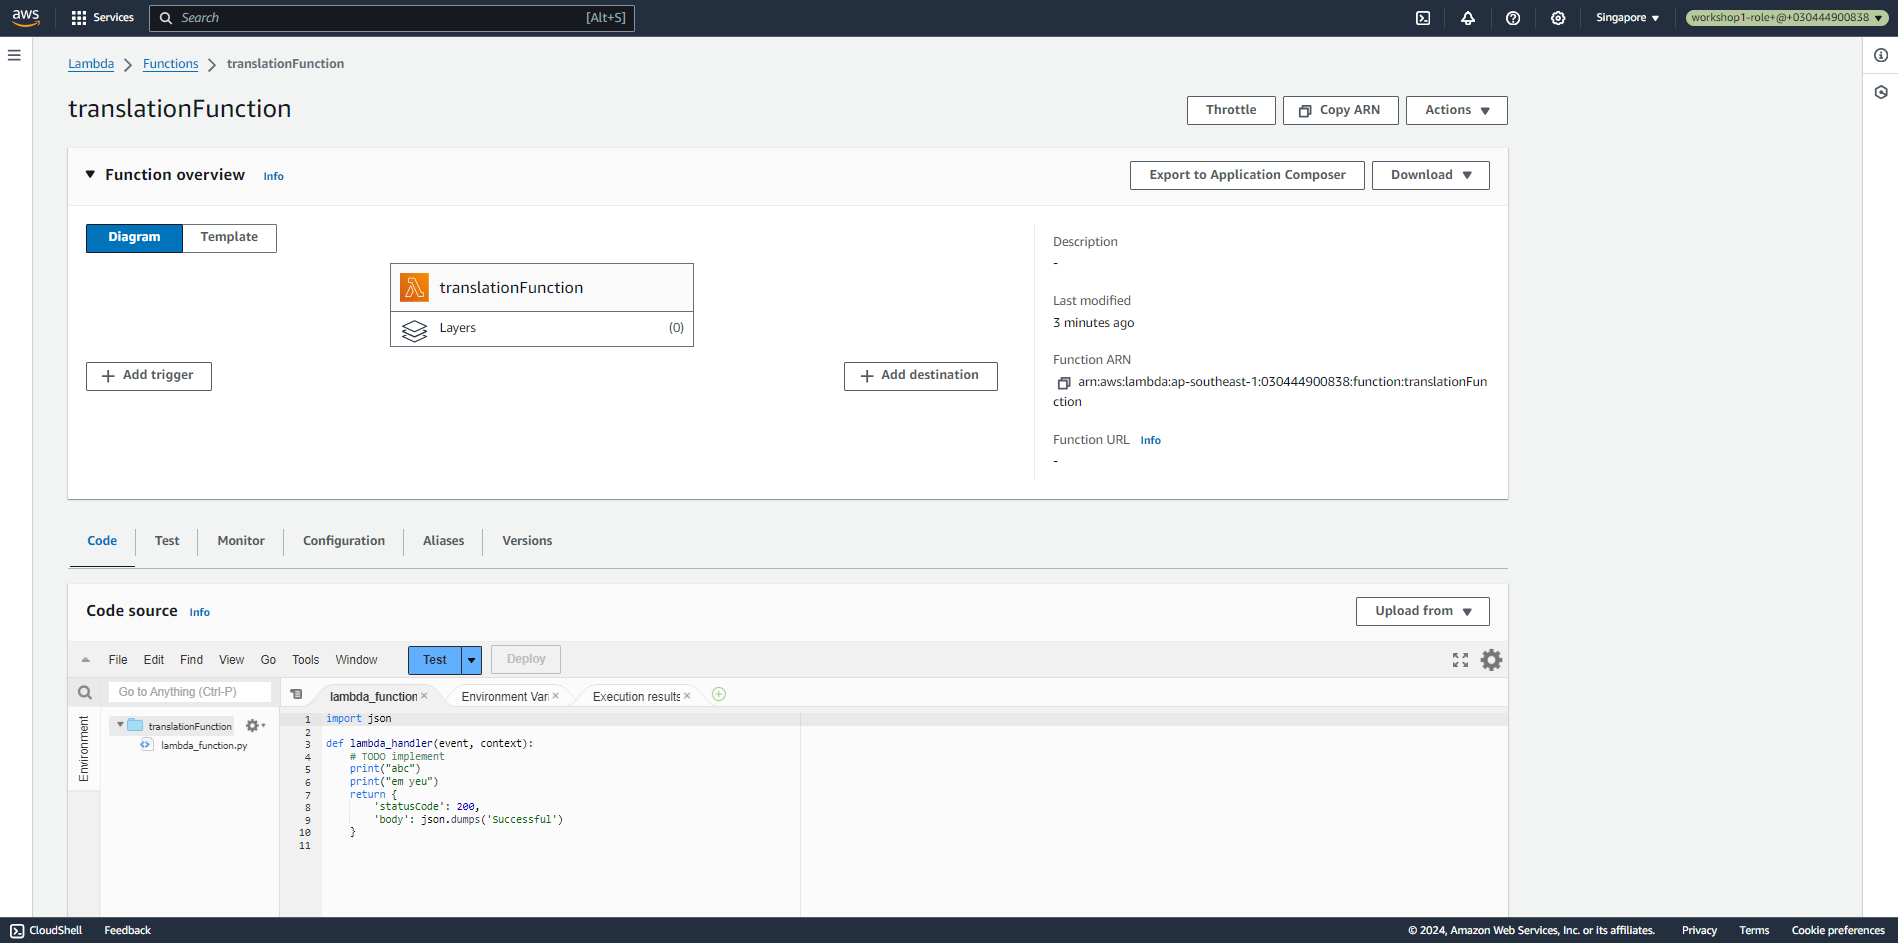 aws Services Search [Alt+S] Singapore workshop1-role+@+030444900838
Lambda Functions translationFunction
translationFunction
Throttle Copy ARN Actions
Function overview Info
Export to Application Composer Download
Diagram Template
translationFunction
Layers (0)
Add trigger
Add destination
Description
-
Last modified
3 minutes ago
Function ARN
arn:aws:lambda:ap-southeast-1:030444900838:function:translationFun
ction
Function URL Info
-
Code Test Monitor Configuration Aliases Versions
Code source Info
Upload from
File Edit Find View Go Tools Window Test Deploy
Go to Anything (Ctrl-P)
Environment
translationFunction
lambda_function.py
lambda_function × Environment Vari × Execution results ×
1 import json
2
3 def lambda_handler(event, context):
4 # TODO implement
5 print("abc")
6 print("em yeu")
7 return {
8 'statusCode': 200,
9 'body': json.dumps('Successful')
10 }
11
CloudShell Feedback
© 2024, Amazon Web Services, Inc. or its affiliates. Privacy Terms Cookie preferences